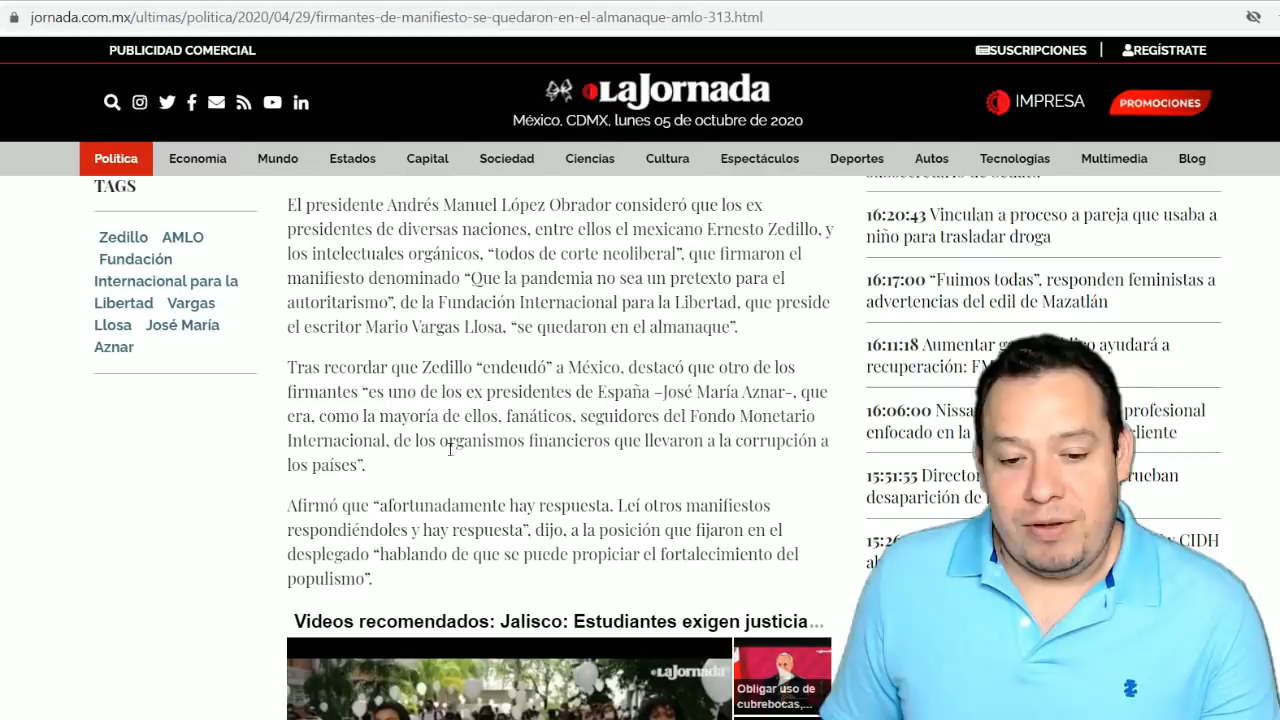 jornada.com.mx/ultimas/politica/2020/04/29/firmantes-de-manifiesto-se-quedaron-en-el-almanaque-amlo-313.html
PUBLICIDAD COMERCIAL
SUSCRIPCIONES | REGÍSTRATE
LaJornada
México, CDMX, lunes 05 de octubre de 2020
IMPRESA
PROMOCIONES
Política Economía Mundo Estados Capital Sociedad Ciencias Cultura Espectáculos Deportes Autos Tecnologias Multimedia Blog
TAGS
Zedillo AMLO
Fundación
Internacional para la
Libertad Vargas
Llosa José María
Aznar
El presidente Andrés Manuel López Obrador consideró que los ex
presidentes de diversas naciones, entre ellos el mexicano Ernesto Zedillo, y
los intelectuales orgánicos, “todos de corte neoliberal”, que firmaron el
manifiesto denominado “Que la pandemia no sea un pretexto para el
autoritarismo”, de la Fundación Internacional para la Libertad, que preside
el escritor Mario Vargas Llosa, “se quedaron en el almanaque”.
Tras recordar que Zedillo “endeudó” a México, destacó que otro de los
firmantes “es uno de los ex presidentes de España –José María Aznar-, que
era, como la mayoría de ellos, fanáticos, seguidores del Fondo Monetario
Internacional, de los organismos financieros que llevaron a la corrupción a
los países”.
Afirmó que “afortunadamente hay respuesta. Leí otros manifiestos
respondiéndoles y hay respuesta”, dijo, a la posición que fijaron en el
desplegado “hablando de que se puede propiciar el fortalecimiento del
populismo”.
Videos recomendados: Jalisco: Estudiantes exigen justicia...
LaJornada
Obligar uso de
cubrebocas,...
16:20:43 Vinculan a proceso a pareja que usaba a
niño para trasladar droga
16:17:00 “Fuimos todas”, responden feministas a
advertencias del edil de Mazatlán
16:11:18 Aumentar ayudará a
recuperación:
16:06:00 profesional
enfocado en la
15:51:55
desaparición de
CIDH